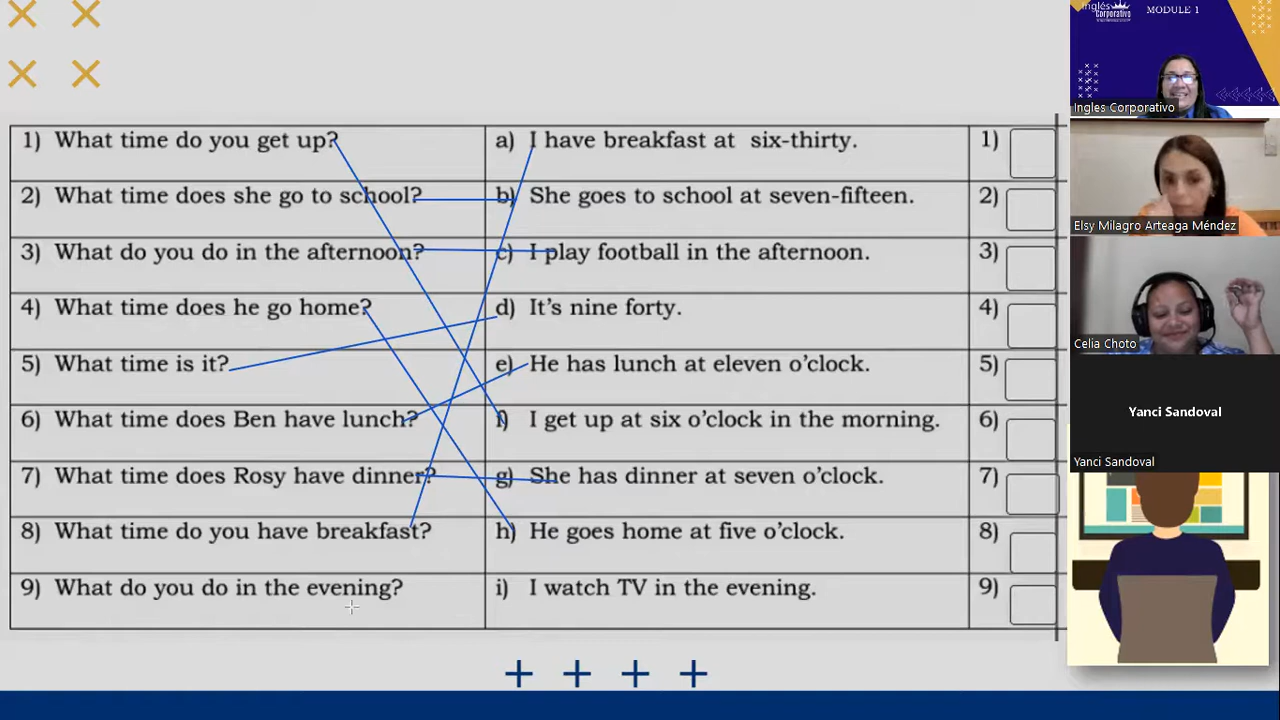 Inglés
Corporativo
MODULE 1
Ingles Corporativo
1) What time do you get up? a) I have breakfast at six-thirty. 1)
2) What time does she go to school? b) She goes to school at seven-fifteen. 2)
3) What do you do in the afternoon? c) I play football in the afternoon. 3)
4) What time does he go home? d) It's nine forty. 4)
5) What time is it? e) He has lunch at eleven o'clock. 5)
6) What time does Ben have lunch? f) I get up at six o'clock in the morning. 6)
7) What time does Rosy have dinner? g) She has dinner at seven o'clock. 7)
8) What time do you have breakfast? h) He goes home at five o'clock. 8)
9) What do you do in the evening? i) I watch TV in the evening. 9)
Elsy Milagro Arteaga Méndez
Celia Choto
Yanci Sandoval
Yanci Sandoval